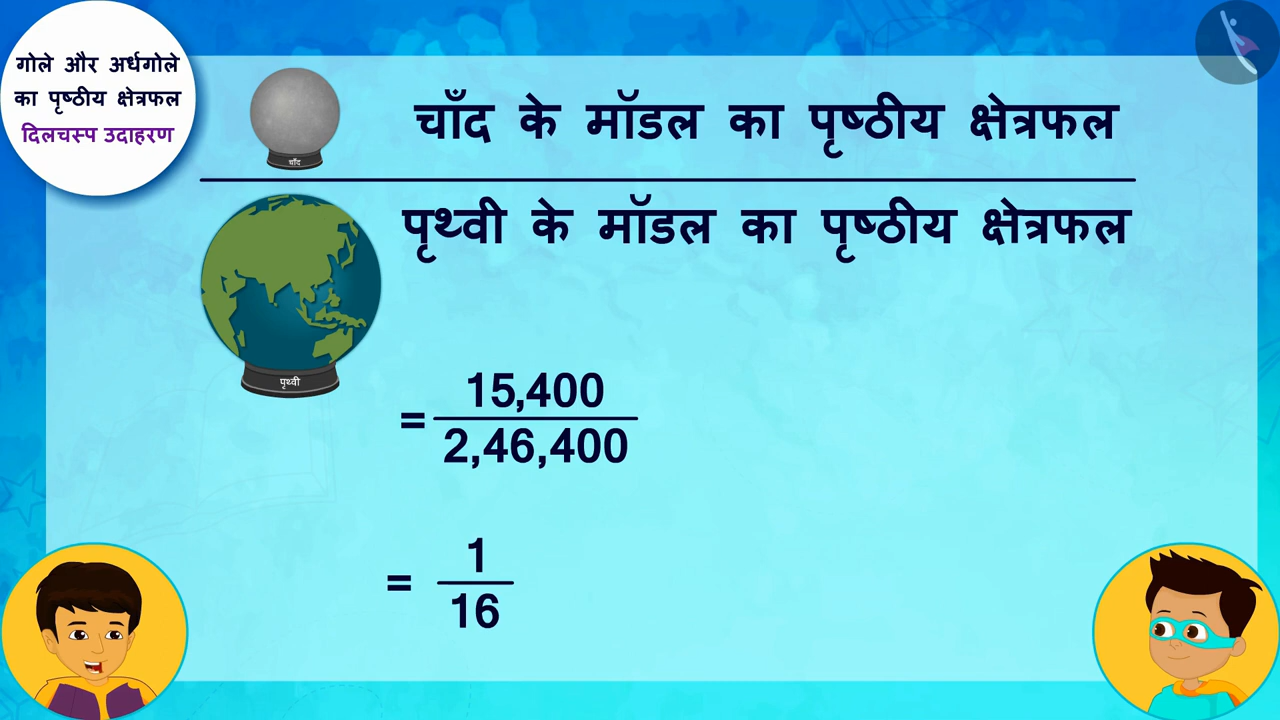 गोले और अर्धगोले
का पृष्ठीय क्षेत्रफल
दिलचस्प उदाहरण
चाँद के मॉडल का पृष्ठीय क्षेत्रफल
चाँद
पृथ्वी के मॉडल का पृष्ठीय क्षेत्रफल
पृथ्वी
= 15,400
2,46,400
= 1
16